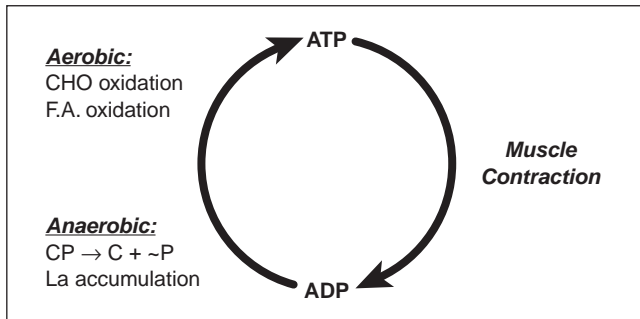 ATP
Aerobic:
CHO oxidation
F.A. oxidation
Muscle
Contraction
Anaerobic:
CP → C + ~P
La accumulation
ADP